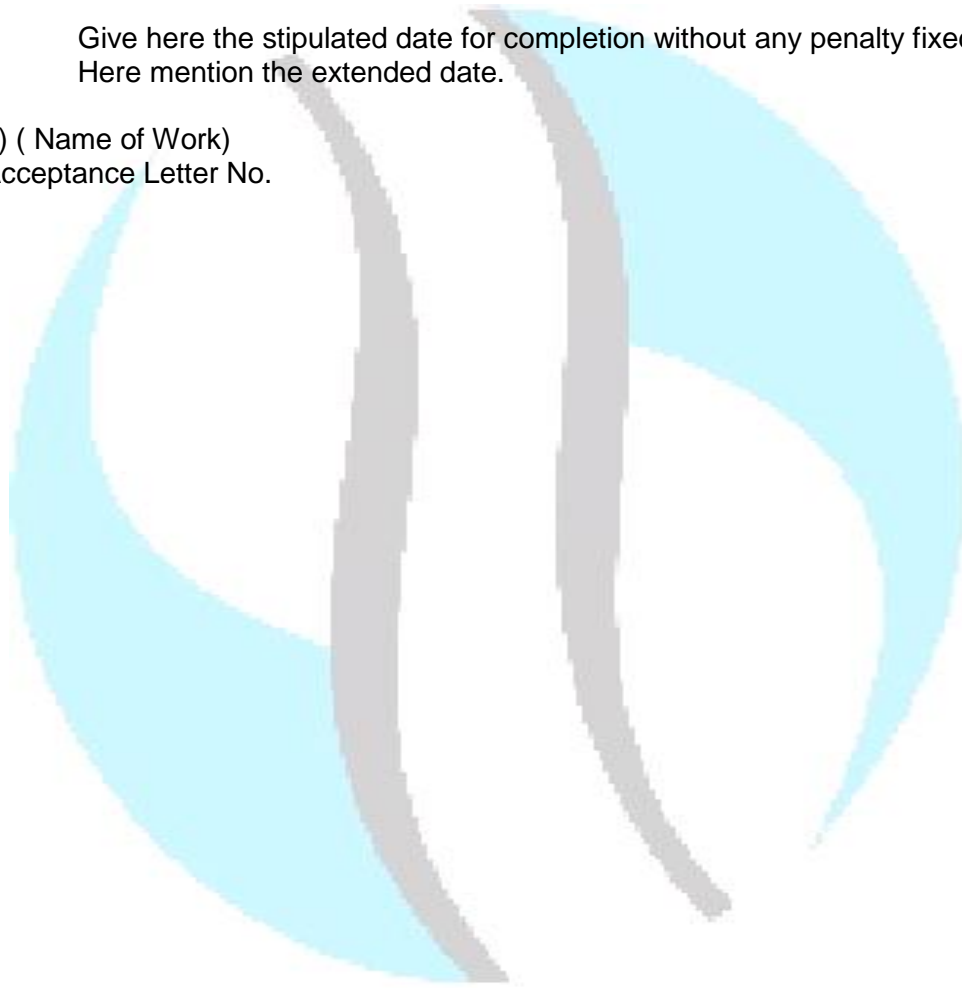 Give here the stipulated date for completion without any penalty fixed
Here mention the extended date.
) ( Name of Work)
cceptance Letter No.